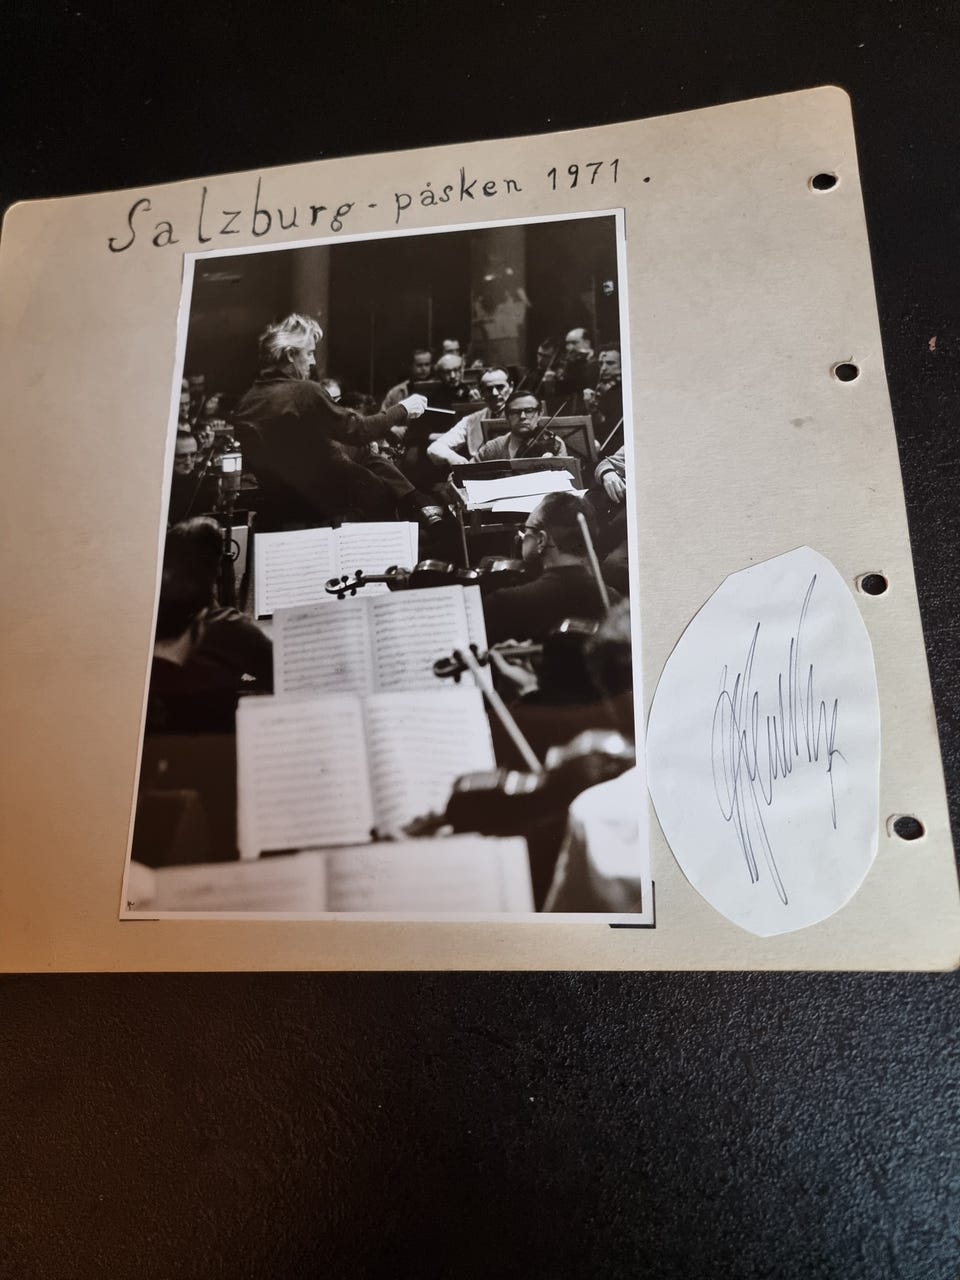 Salzburg - påsken 1971.